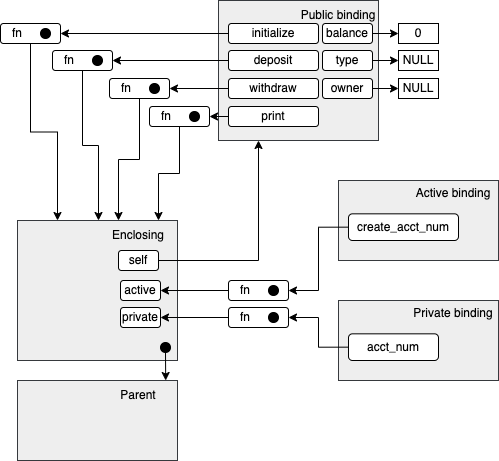 Public binding
fn
initialize
balance
0
fn
deposit
type
NULL
fn
withdraw
owner
NULL
fn
print
Active binding
create_acct_num
Enclosing
self
active
fn
private
fn
Private binding
acct_num
Parent